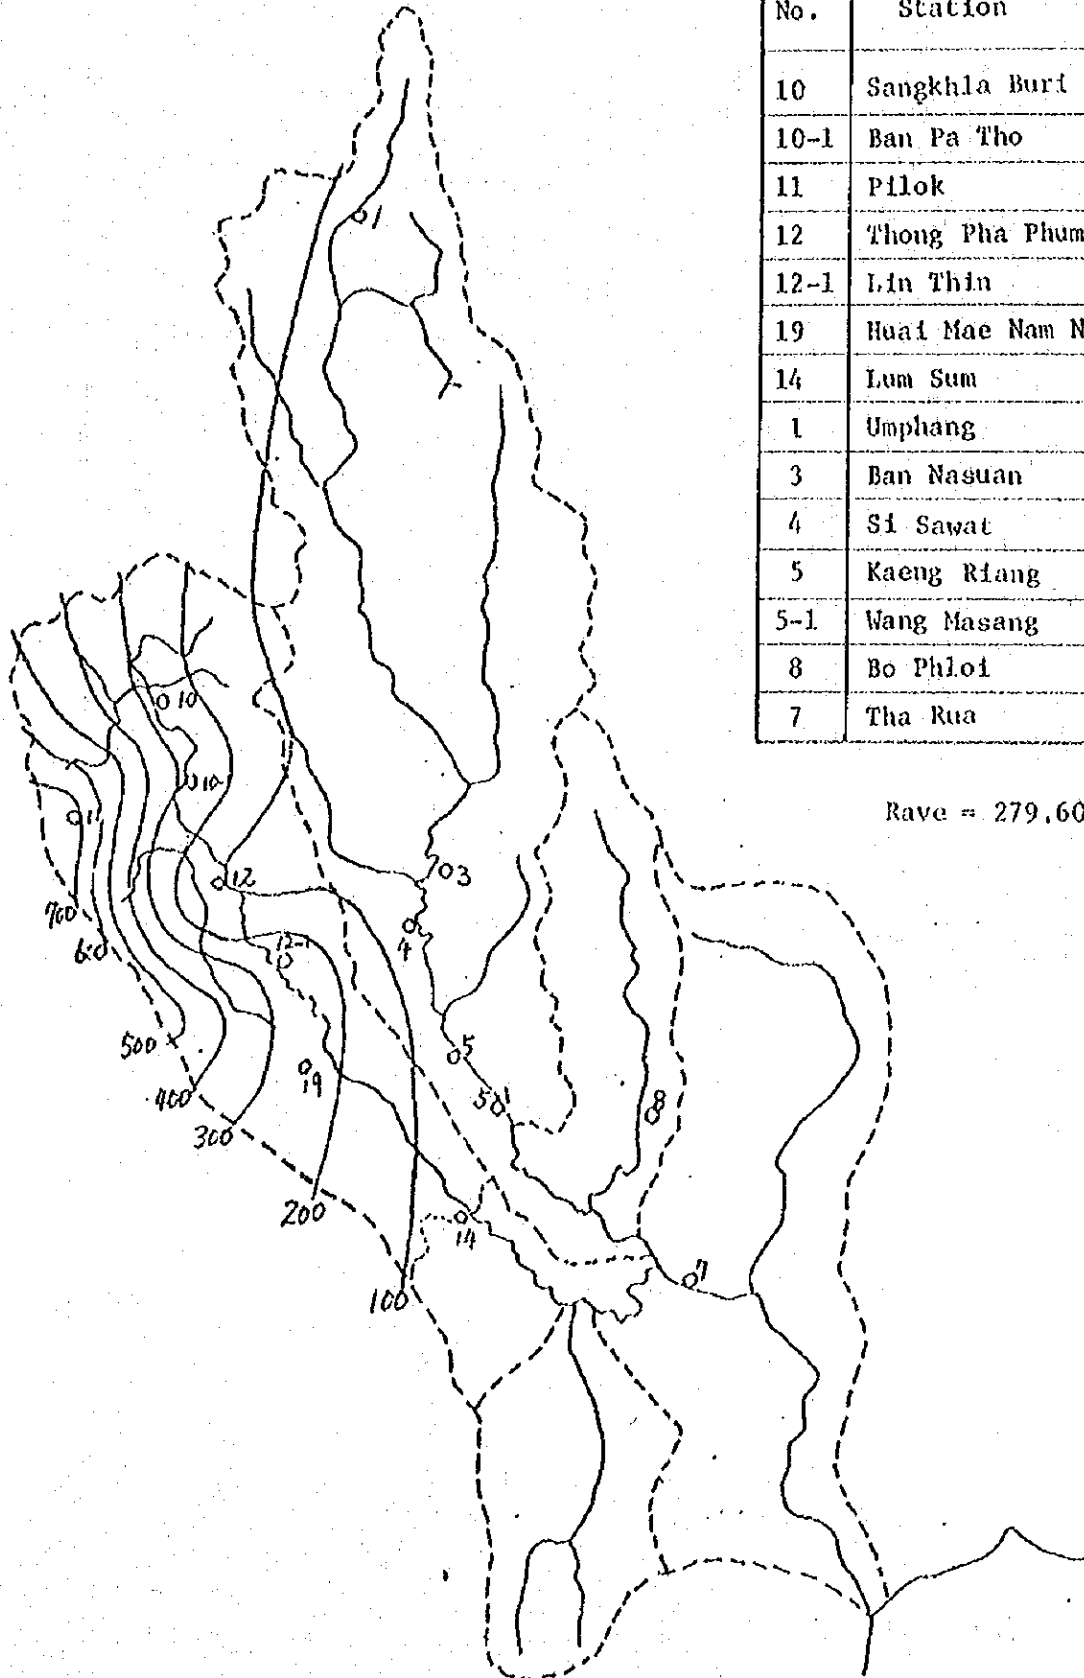 No. Station
10 Sangkhla Buri
10-1 Ban Pa Tho
11 Pilok
12 Thong Pha Phum
12-1 Lin Thin
19 Huai Mae Nam N
14 Lum Sum
1 Umphang
3 Ban Nasuan
4 Si Sawat
5 Kaeng Riang
5-1 Wang Masang
8 Bo Phloi
7 Tha Rua
Rave = 279.60
1
10
10
11
12
3
700
4
12-1
600
500
5
19
400
5
8
300
200
14
7
100